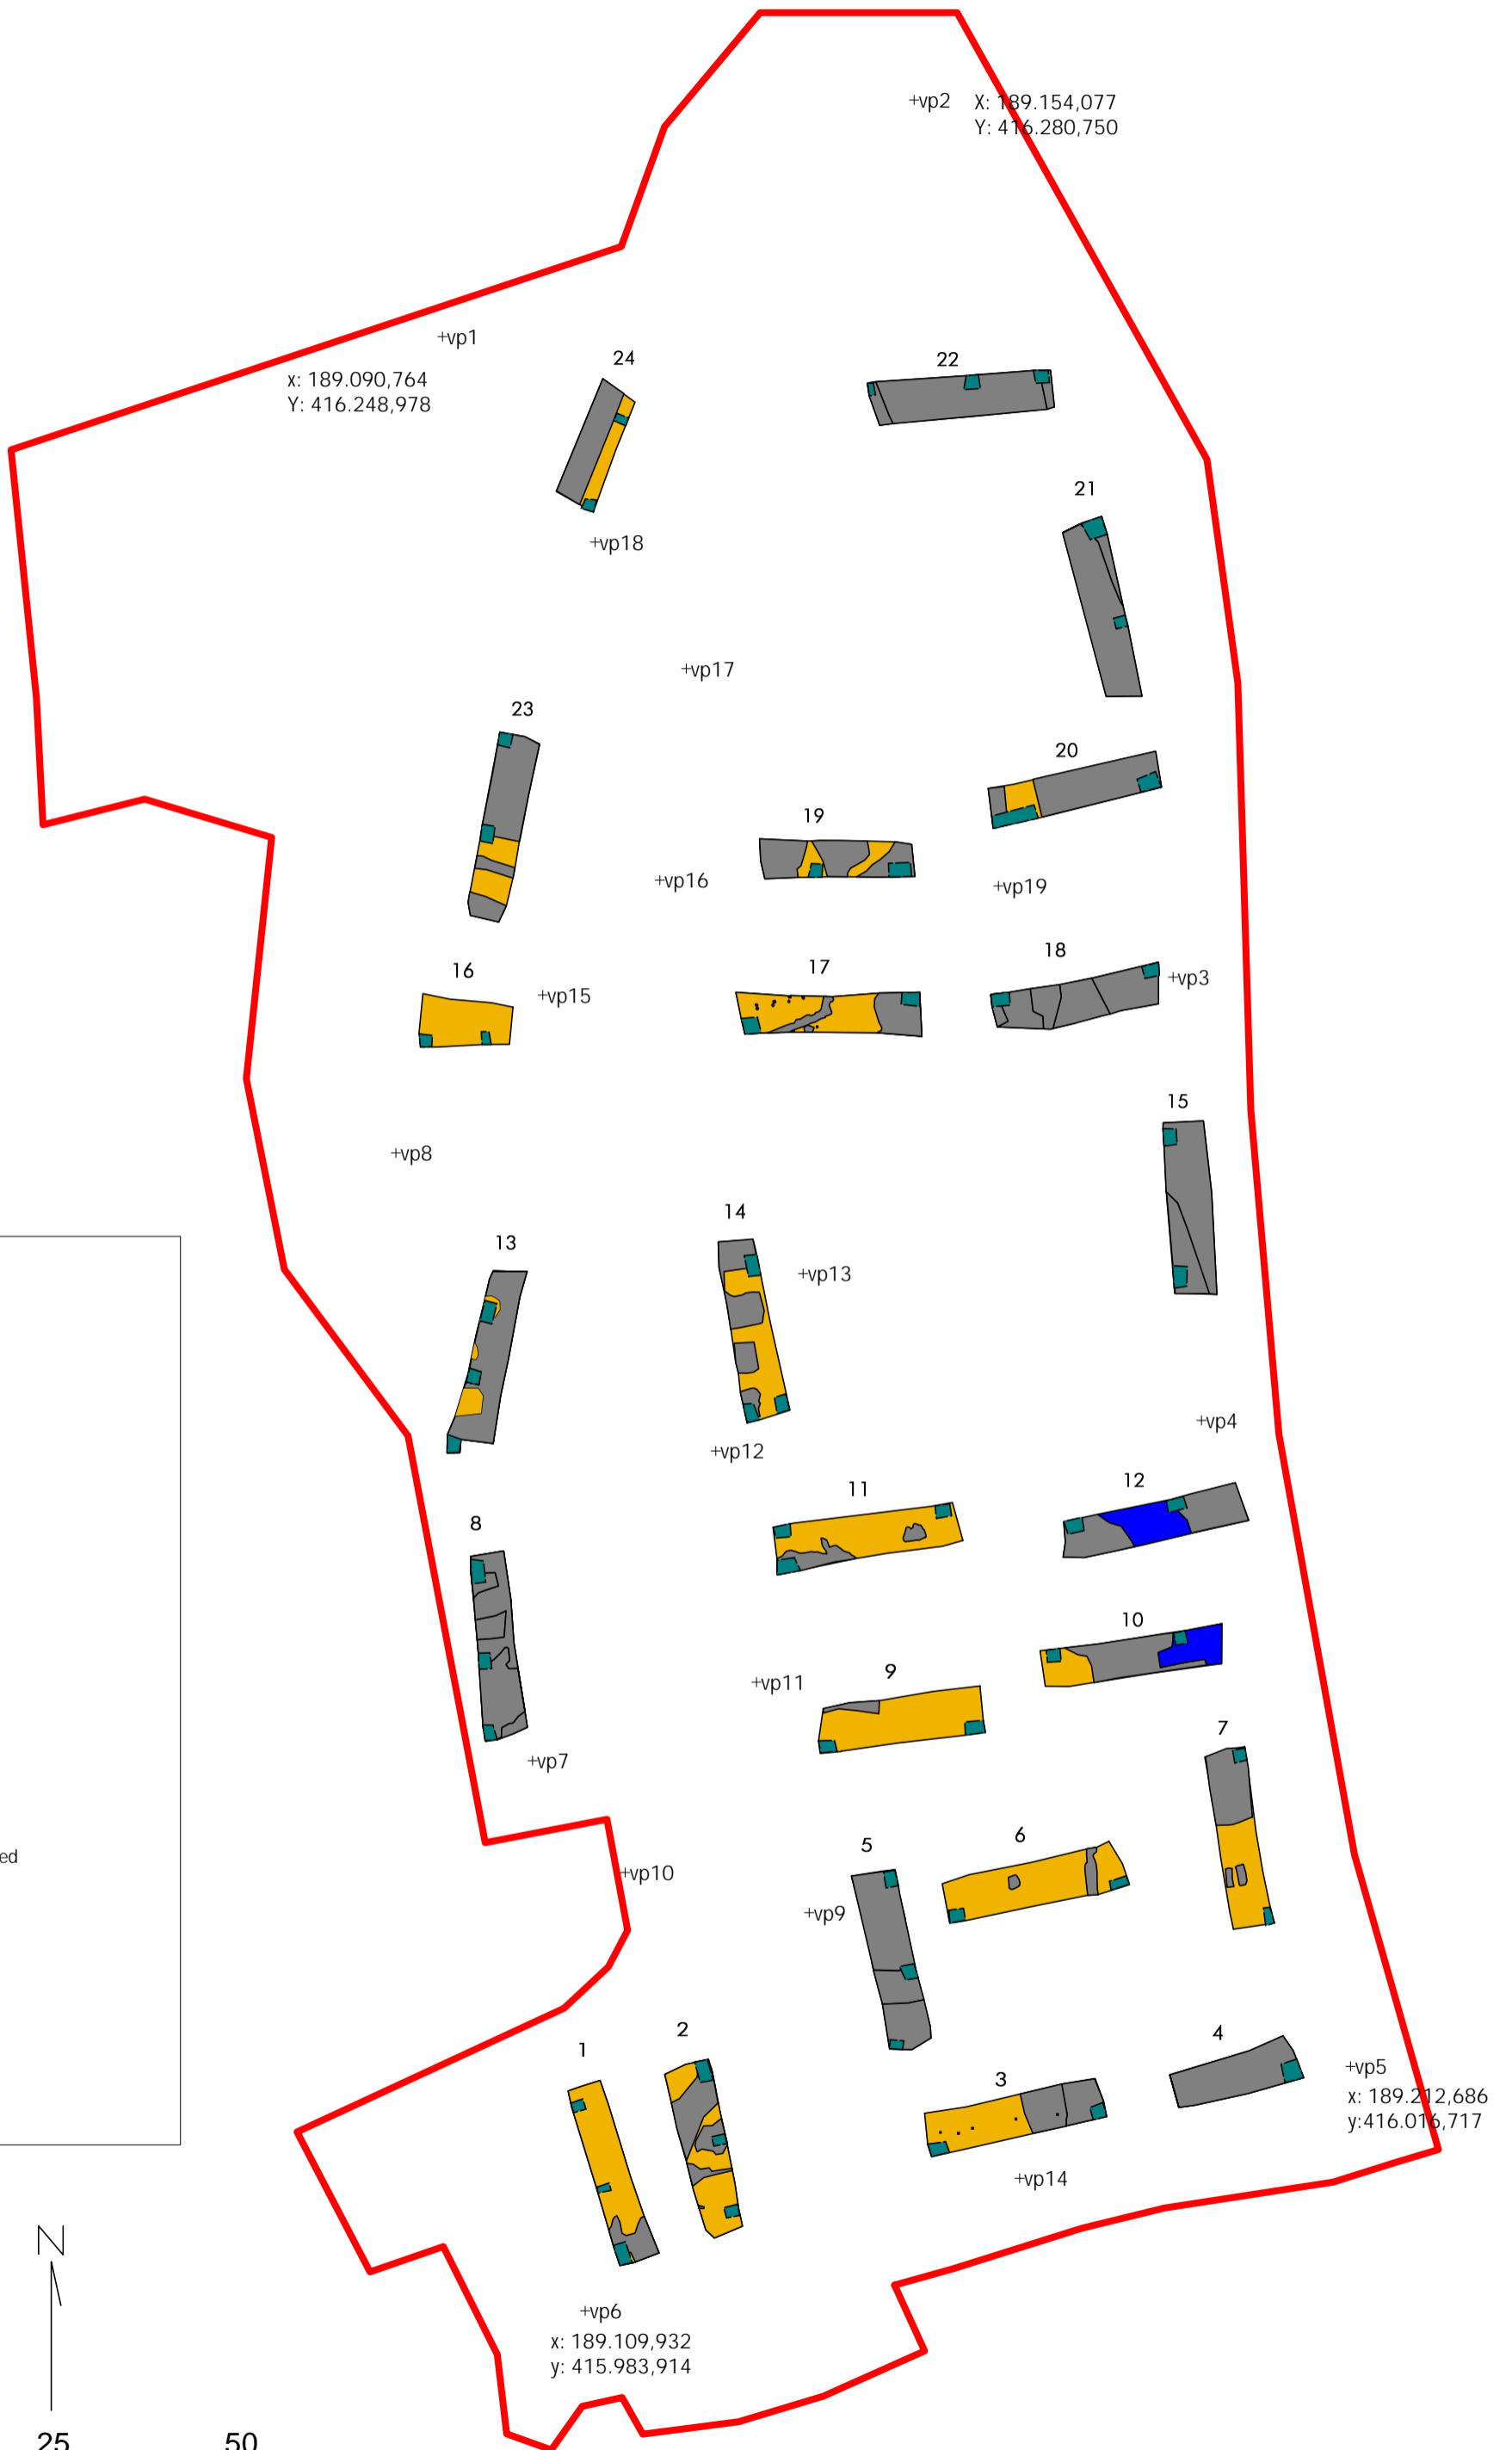 +vp2
X: 189.154,077
Y: 416.280,750
+vp1
x: 189.090,764
Y: 416.248,978
24
22
21
+vp18
+vp17
23
20
19
+vp16
+vp19
16
+vp15
17
18
+vp3
15
+vp8
14
13
+vp13
+vp4
+vp12
11
12
8
10
9
+vp11
7
+vp7
6
5
+vp10
ed
+vp9
4
2
1
3
+vp5
x: 189.212,686
y:416.016,717
+vp14
N
+vp6
x: 189.109,932
y: 415.983,914
25
50